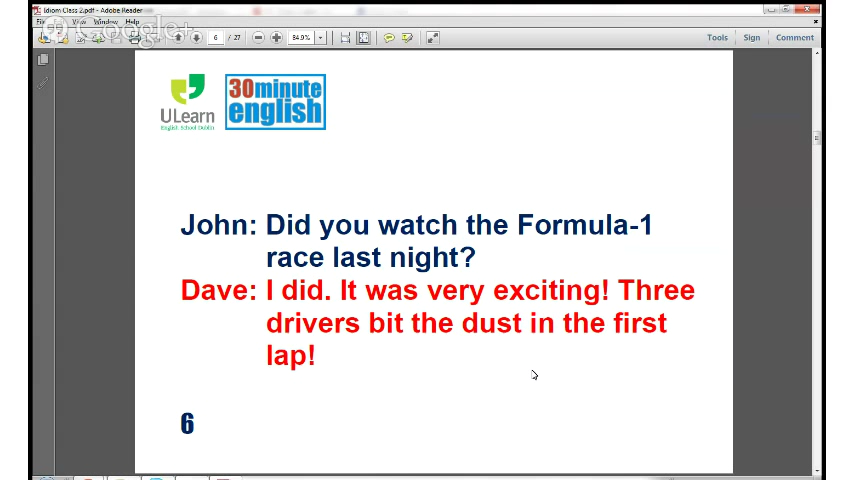 Idiom Class 2.pdf - Adobe Reader
View Window Help
Google+
6 / 27
84.9%
Tools Sign Comment
ULearn
English School Dublin
30minute
english
John: Did you watch the Formula-1
race last night?
Dave: I did. It was very exciting! Three
drivers bit the dust in the first
lap!
6